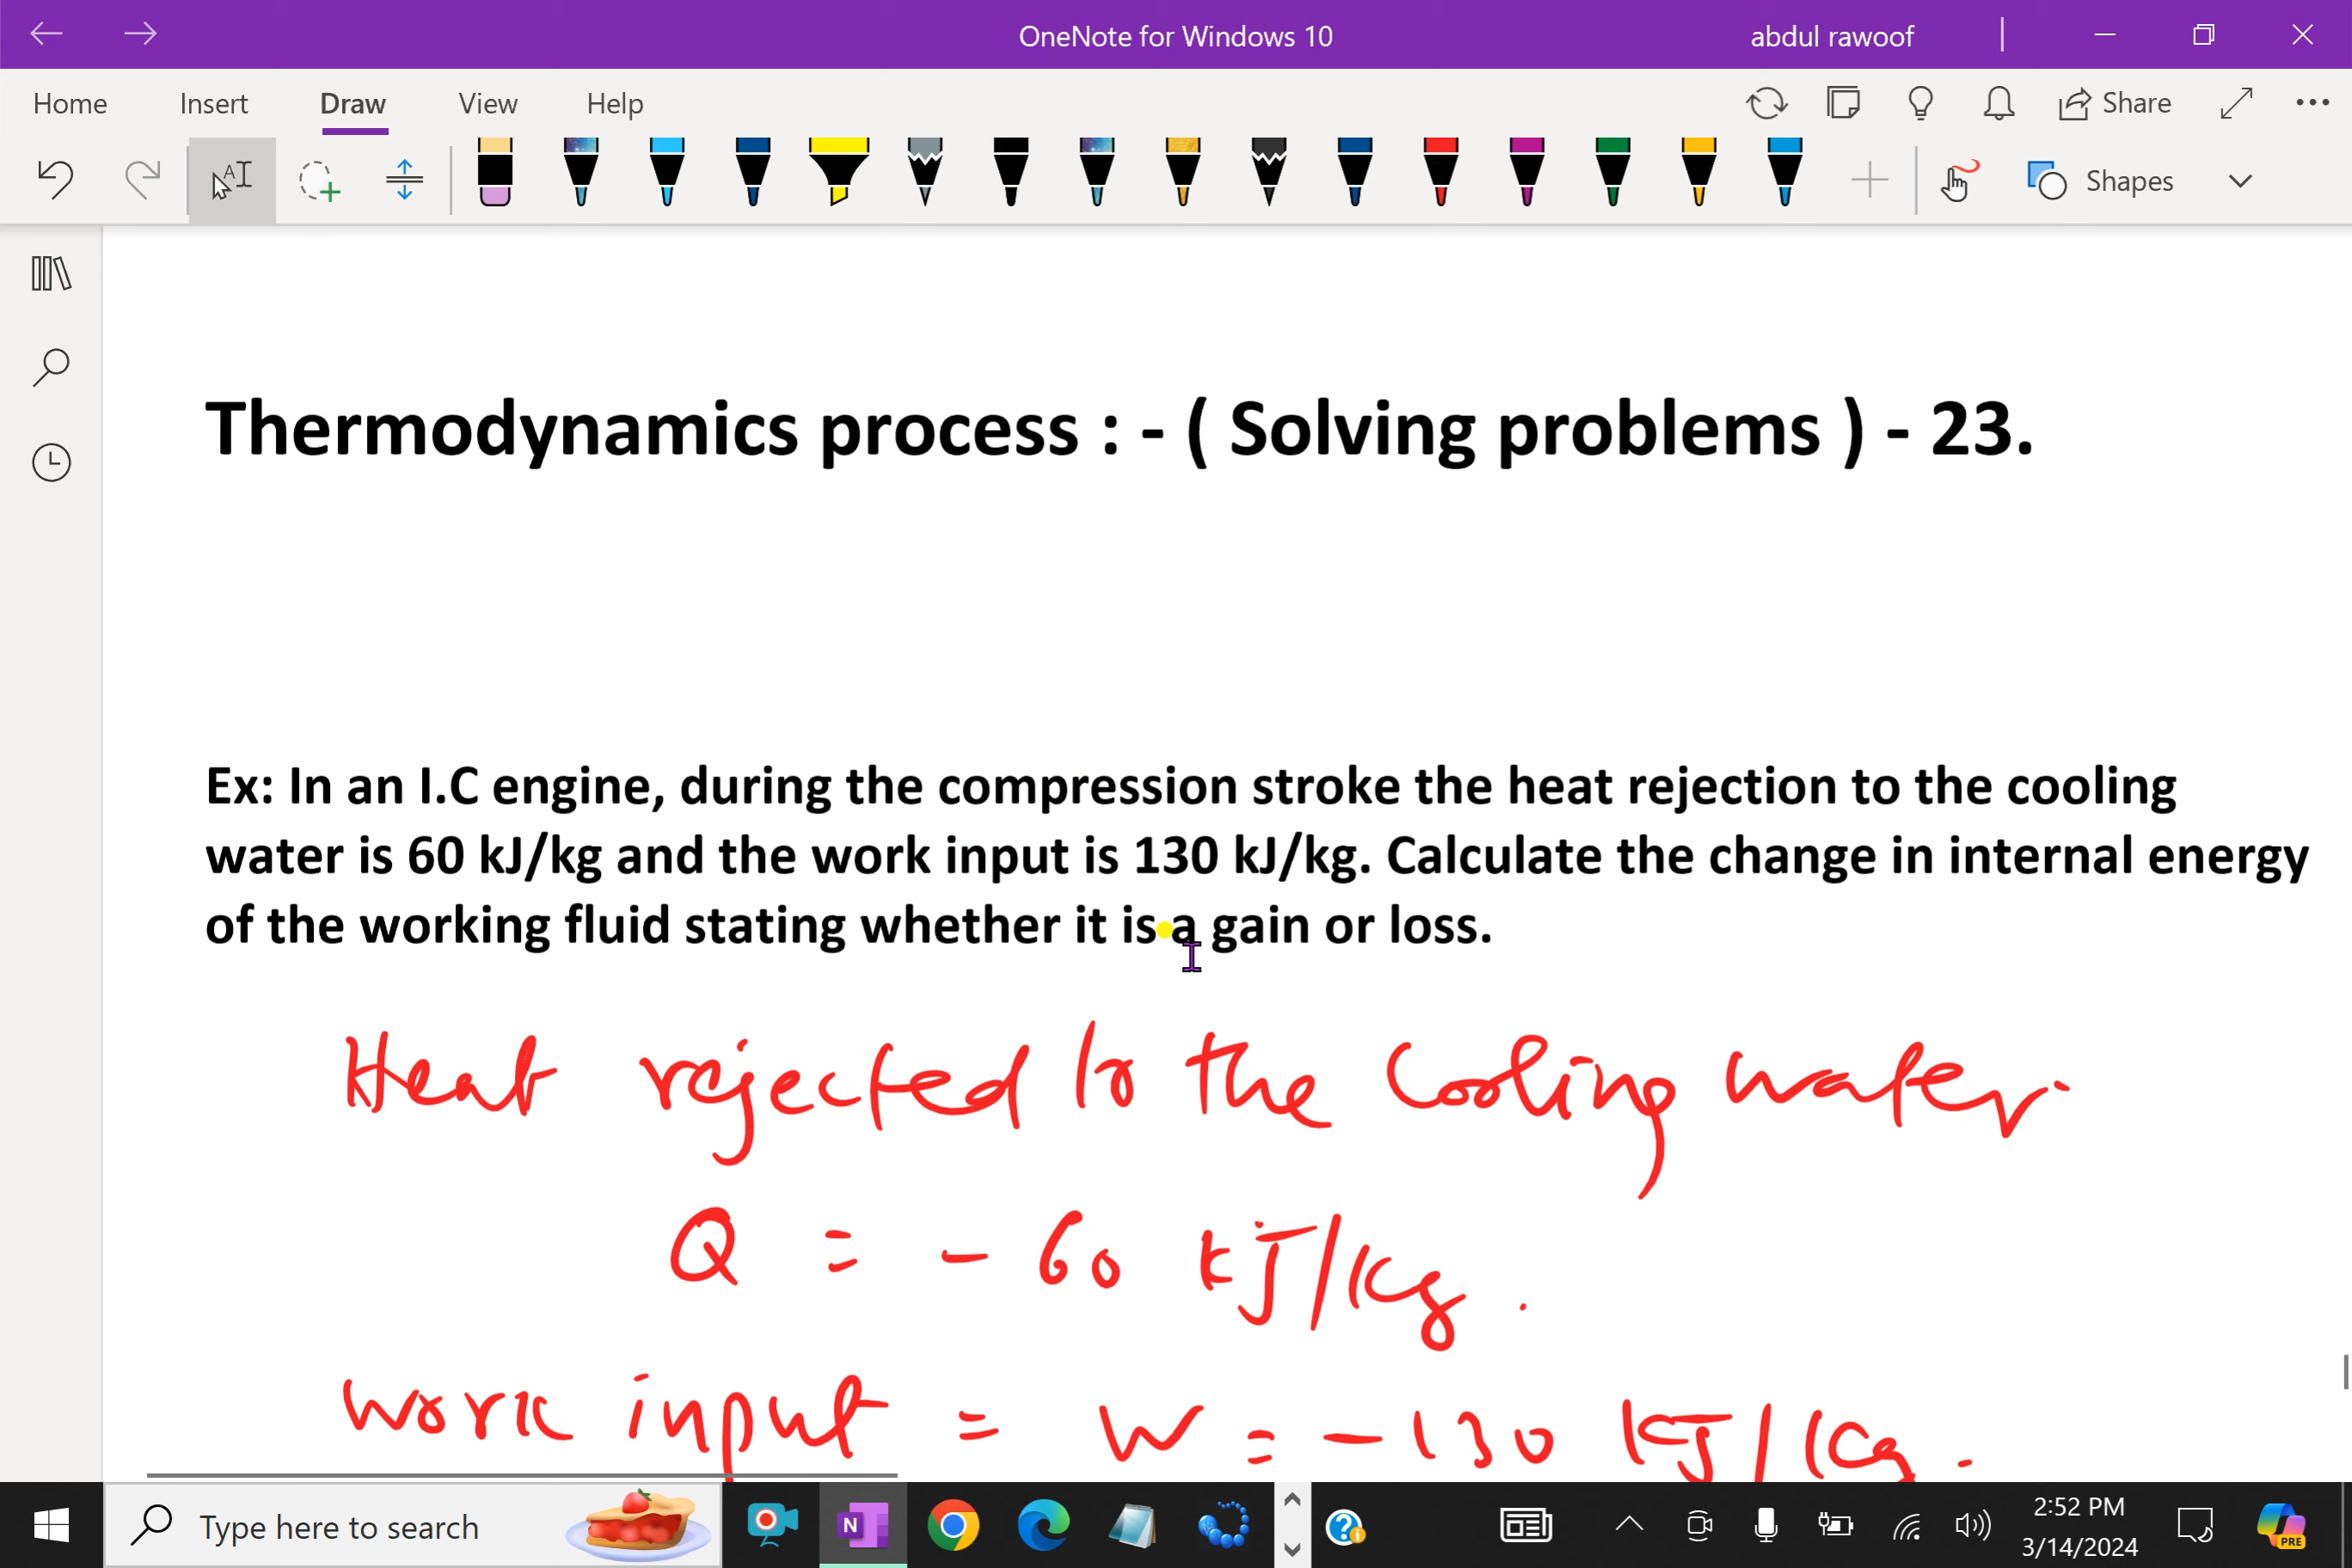 OneNote for Windows 10
abdul rawoof
Home Insert Draw View Help
Share
AI
Shapes
Thermodynamics process : - ( Solving problems ) - 23.
Ex: In an I.C engine, during the compression stroke the heat rejection to the cooling
water is 60 kJ/kg and the work input is 130 kJ/kg. Calculate the change in internal energy
of the working fluid stating whether it is a gain or loss.
Heat rejected to the cooling water
Q = - 60 kJ/kg .
work input = W = - 130 kJ/kg .
Type here to search
N
PRE
2:52 PM
3/14/2024